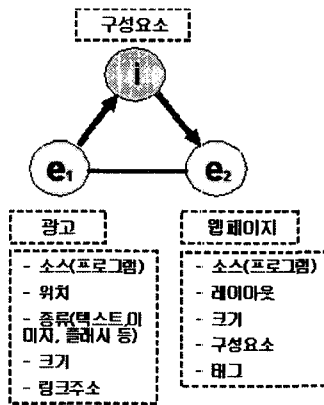 구성요소
i
e1
e2
광고
- 소스(프로그램)
- 위치
- 종류(텍스트,이
미지, 플래시 등)
- 크기
- 링크주소
웹페이지
- 소스(프로그램)
- 레이아웃
- 크기
- 구성요소
- 태그